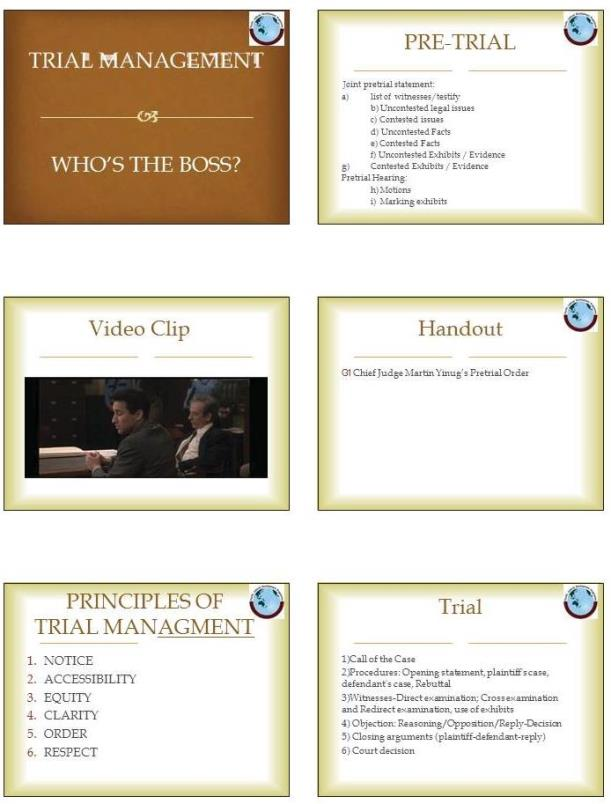 TRIAL MANAGEMENT
WHO'S THE BOSS?
PRE-TRIAL
Joint pretrial statement:
a) list of witnesses/testify
b) Uncontested legal issues
c) Contested issues
d) Uncontested Facts
e) Contested Facts
f) Uncontested Exhibits / Evidence
g) Contested Exhibits / Evidence
Pretrial Hearing:
h) Motions
i) Marking exhibits
Video Clip
Handout
Chief Judge Martin Yinug's Pretrial Order
PRINCIPLES OF
TRIAL MANAGMENT
1. NOTICE
2. ACCESSIBILITY
3. EQUITY
4. CLARITY
5. ORDER
6. RESPECT
Trial
1)Call of the Case
2)Procedures: Opening statement, plaintiff's case,
defendant's case, Rebuttal
3)Witnesses-Direct examination; Cross examination
and Redirect examination, use of exhibits
4) Objection: Reasoning/Opposition/Reply-Decision
5) Closing arguments (plaintiff-defendant-reply)
6) Court decision